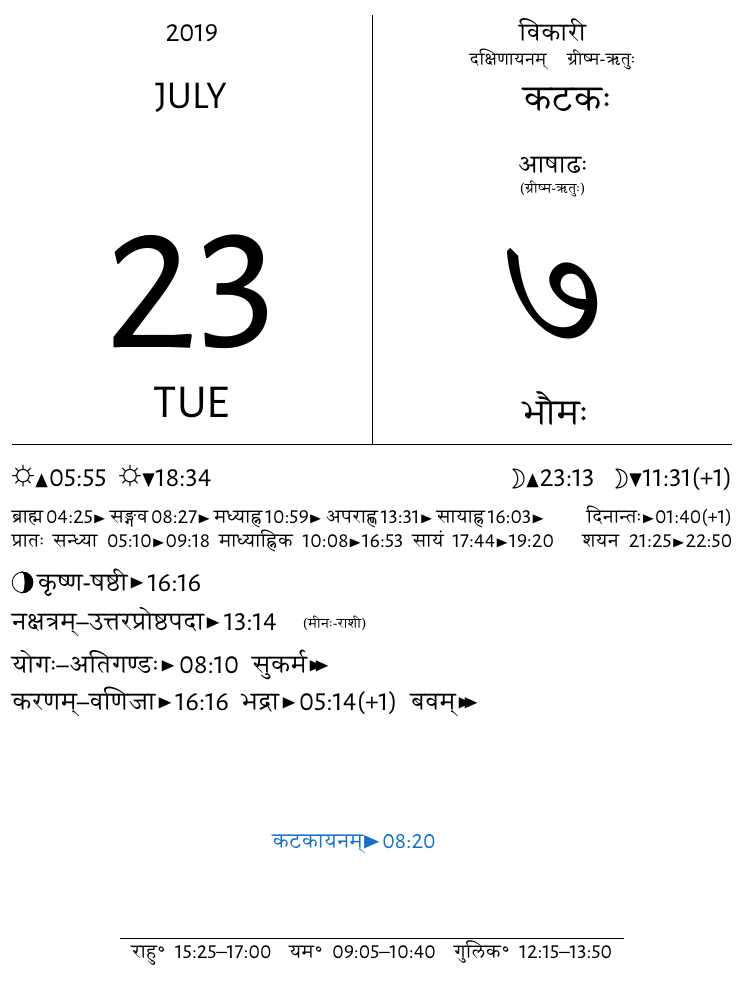 2019
JULY
23
TUE
विकारी
दक्षिणायनम् ग्रीष्म-ऋतुः
कटकः
आषाढः
(ग्रीष्म-ऋतुः)
७
भौमः
☼▲05:55 ☼▼18:34 ☽▲23:13 ☽▼11:31(+1)
ब्राह्म 04:25► सङ्गव 08:27► मध्याह्न 10:59► अपराह्ण 13:31► सायाह्न 16:03► दिनान्तः►01:40(+1)
प्रातः सन्ध्या 05:10►09:18 माध्याह्निक 10:08►16:53 सायं 17:44►19:20 शयन 21:25►22:50
कृष्ण-षष्ठी►16:16
नक्षत्रम्–उत्तरप्रोष्ठपदा►13:14 (मीनः-राशी)
योगः–अतिगण्डः►08:10 सुकर्म►►
करणम्–वणिजा►16:16 भद्रा►05:14(+1) बवम्►►
कटकायनम्►08:20
राहु° 15:25–17:00 यम° 09:05–10:40 गुलिक° 12:15–13:50